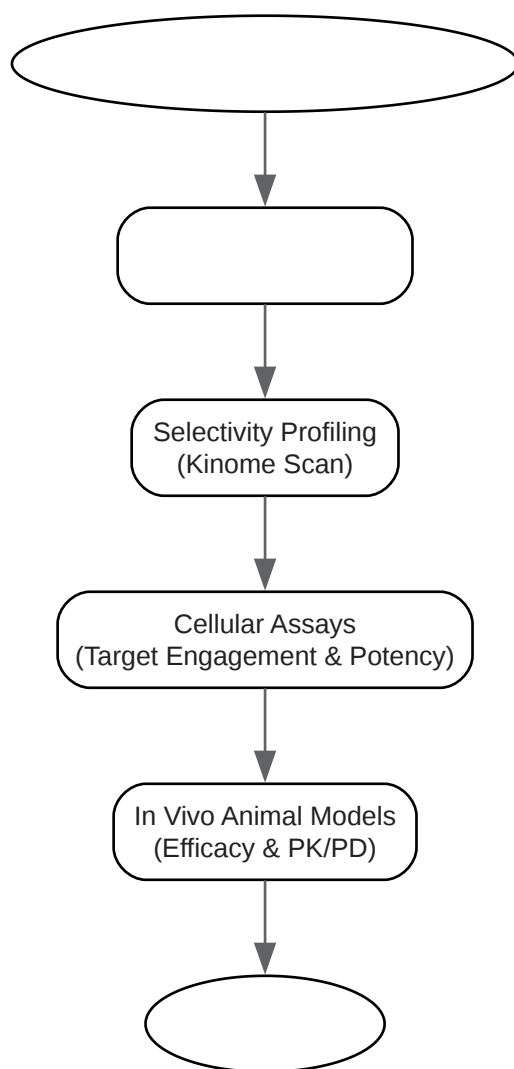 Selectivity Profiling
(Kinome Scan)
Cellular Assays
(Target Engagement & Potency)
In Vivo Animal Models
(Efficacy & PK/PD)